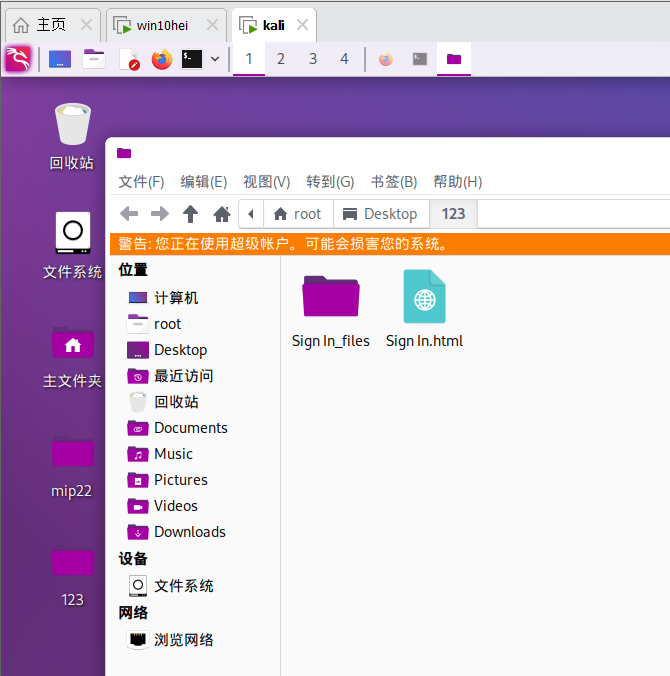 主页
win10hei
kali
1 2 3 4
回收站
文件(F) 编辑(E) 视图(V) 转到(G) 书签(B) 帮助(H)
root Desktop 123
警告: 您正在使用超级帐户。可能会损害您的系统。
文件系统
主文件夹
mip22
123
位置
计算机
root
Desktop
最近访问
回收站
Documents
Music
Pictures
Videos
Downloads
设备
文件系统
网络
浏览网络
Sign In_files
Sign In.html